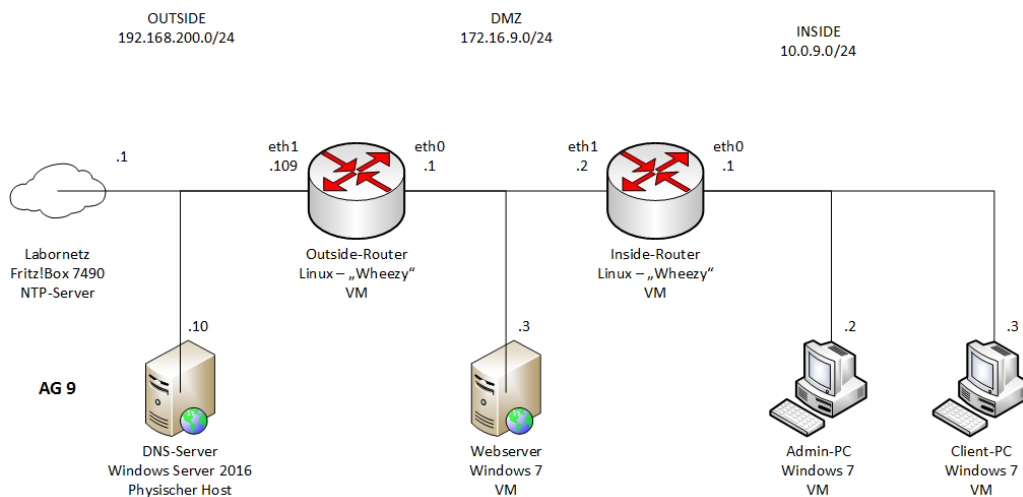 OUTSIDE
192.168.200.0/24
DMZ
172.16.9.0/24
INSIDE
10.0.9.0/24
.1
eth1
.109
eth0
.1
eth1
.2
eth0
.1
Labornetz
Fritz!Box 7490
NTP-Server
Outside-Router
Linux – „Wheezy“
VM
Inside-Router
Linux – „Wheezy“
VM
.10
.3
.2
.3
AG 9
DNS-Server
Windows Server 2016
Physischer Host
Webserver
Windows 7
VM
Admin-PC
Windows 7
VM
Client-PC
Windows 7
VM